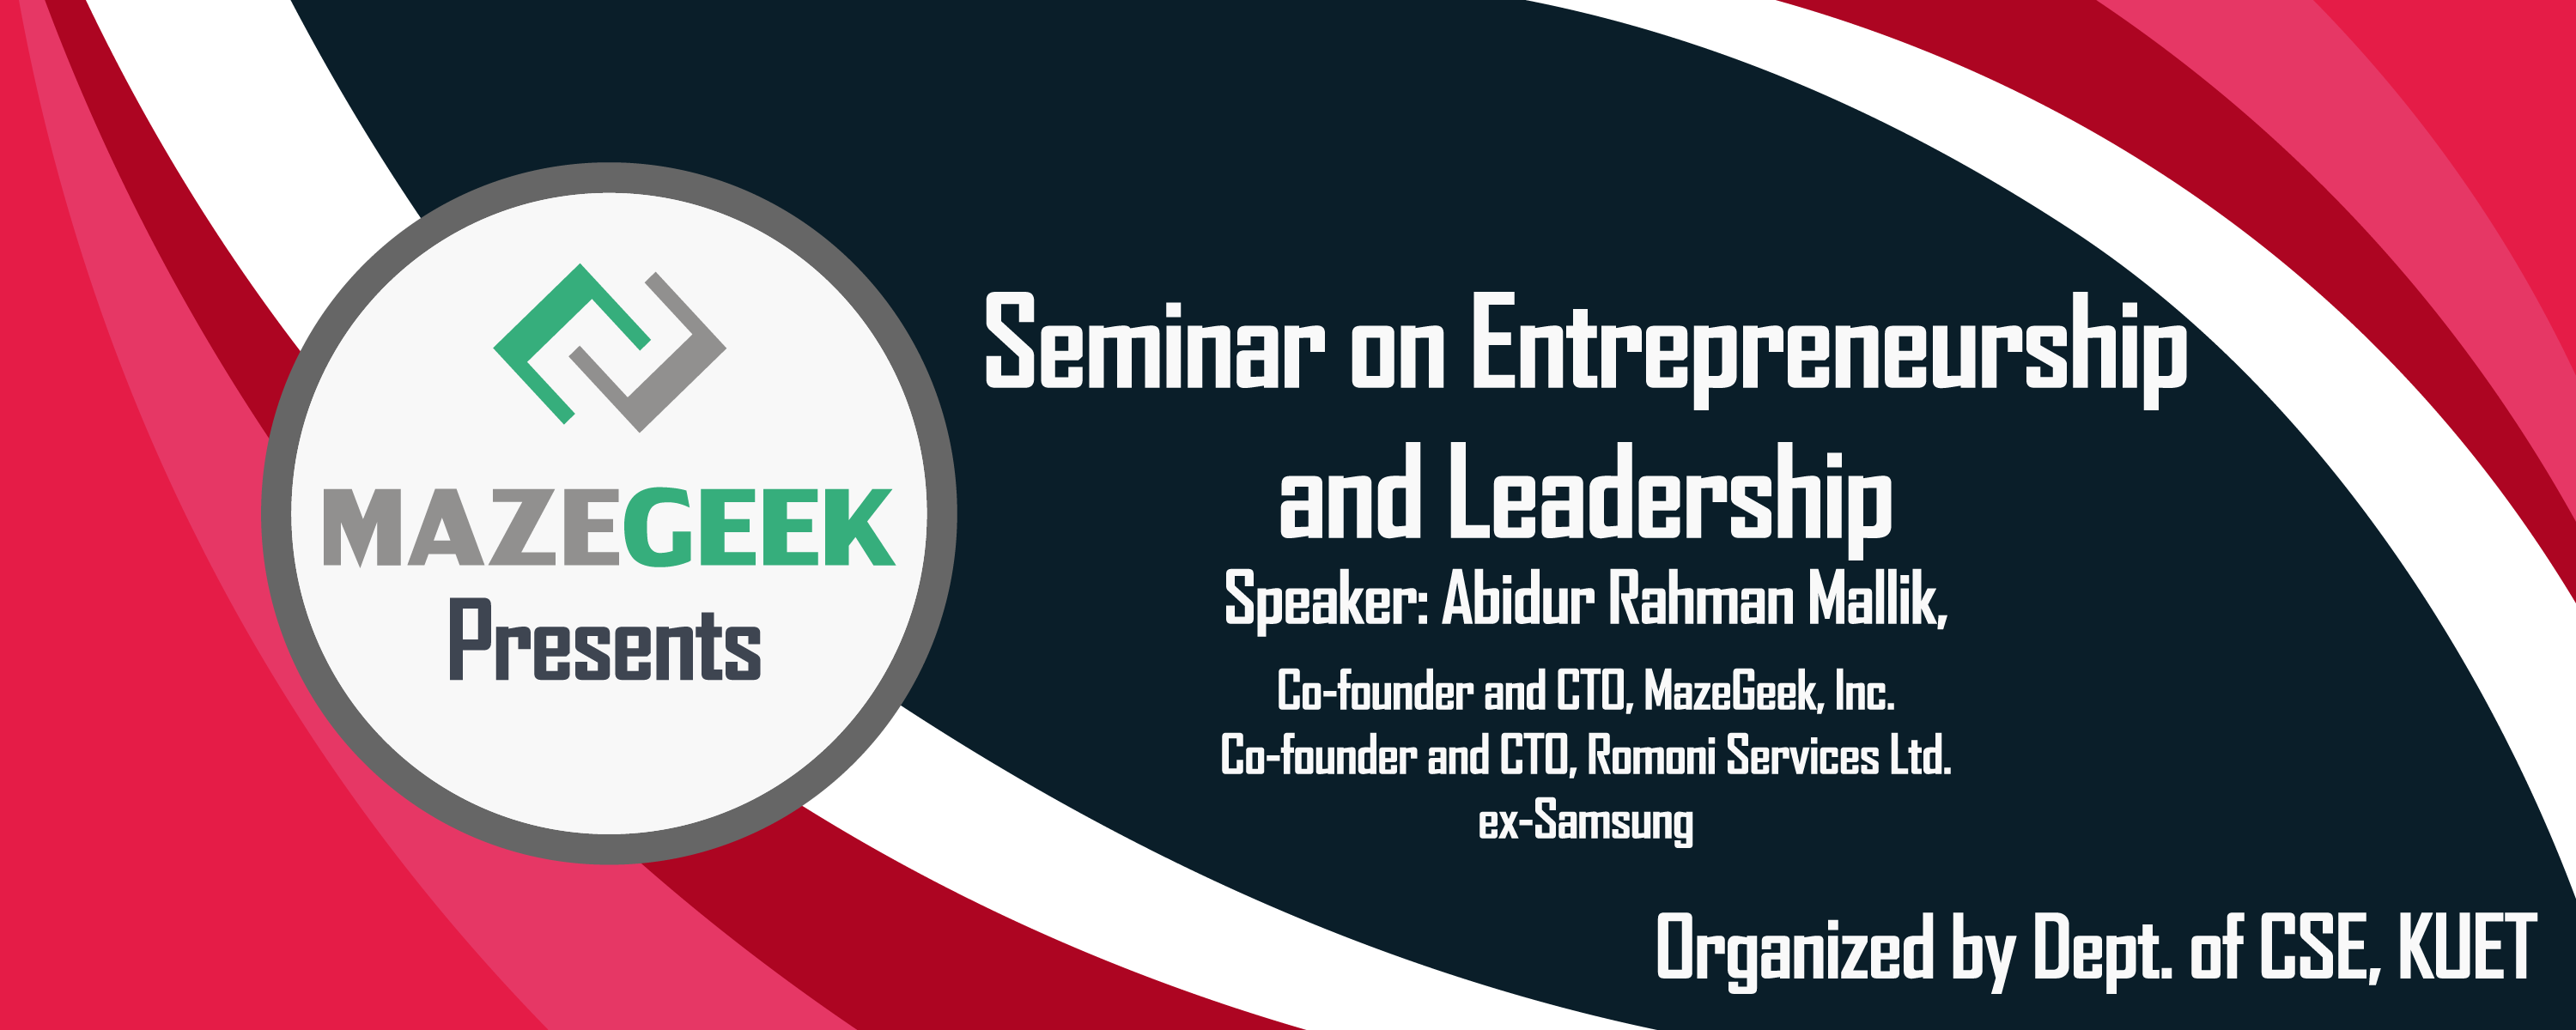 MAZEGEEK
Presents
Seminar on Entrepreneurship
and Leadership
Speaker: Abidur Rahman Mallik,
Co-founder and CTO, MazeGeek, Inc.
Co-founder and CTO, Romoni Services Ltd.
ex-Samsung
Organized by Dept. of CSE, KUET